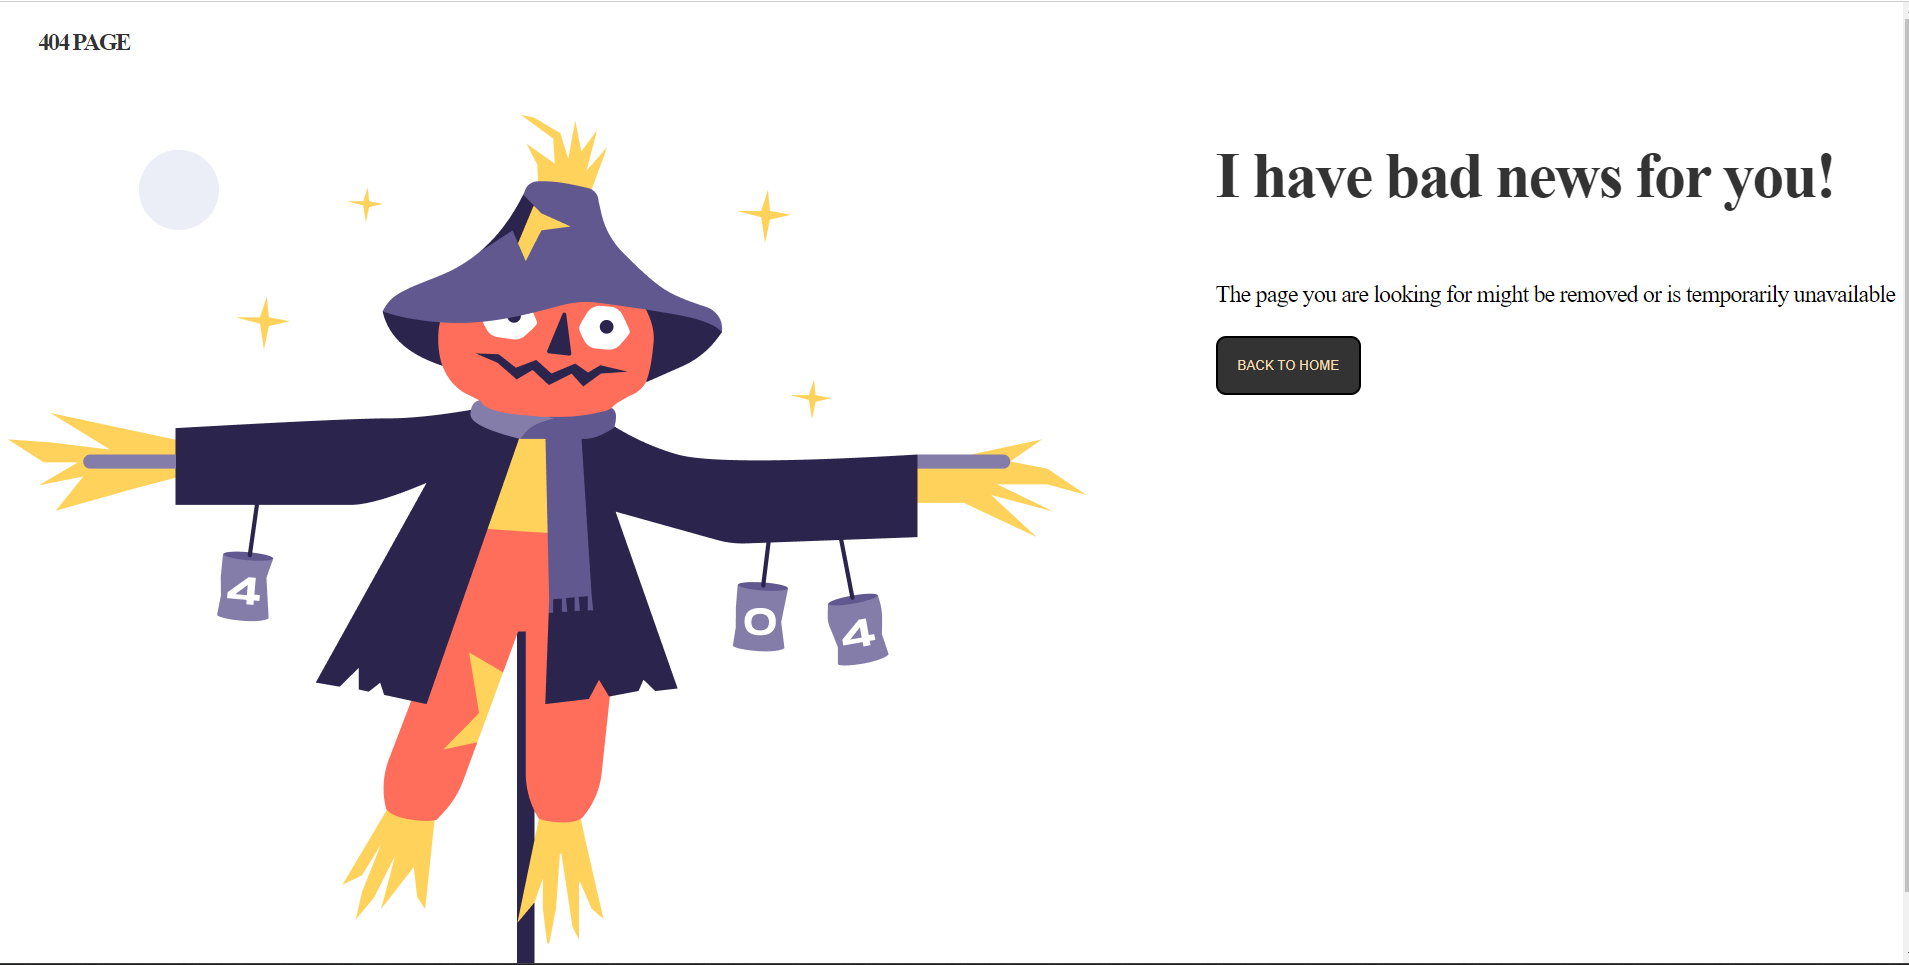 404 PAGE
I have bad news for you!
The page you are looking for might be removed or is temporarily unavailable
BACK TO HOME
4
0
4